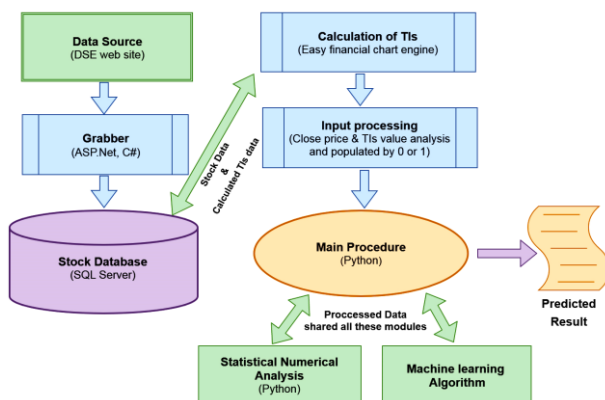 Data Source
(DSE web site)
Calculation of TIs
(Easy financial chart engine)
Grabber
(ASP.Net, C#)
Input processing
(Close price & TIs value analysis
and populated by 0 or 1)
Stock Data
&
Calculated TIs data
Stock Database
(SQL Server)
Main Procedure
(Python)
Predicted
Result
Proccessed Data
shared all these modules
Statistical Numerical
Analysis
(Python)
Machine learning
Algorithm